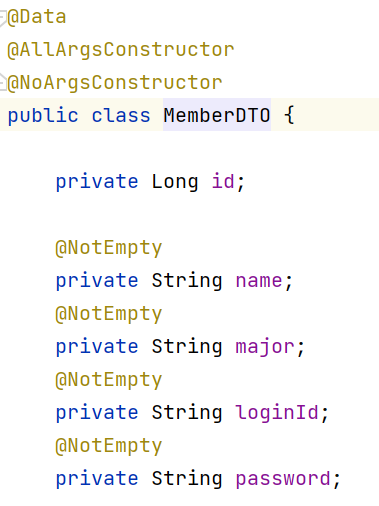 @Data
@AllArgsConstructor
@NoArgsConstructor
public class MemberDTO {
private Long id;
@NotEmpty
private String name;
@NotEmpty
private String major;
@NotEmpty
private String loginId;
@NotEmpty
private String password;